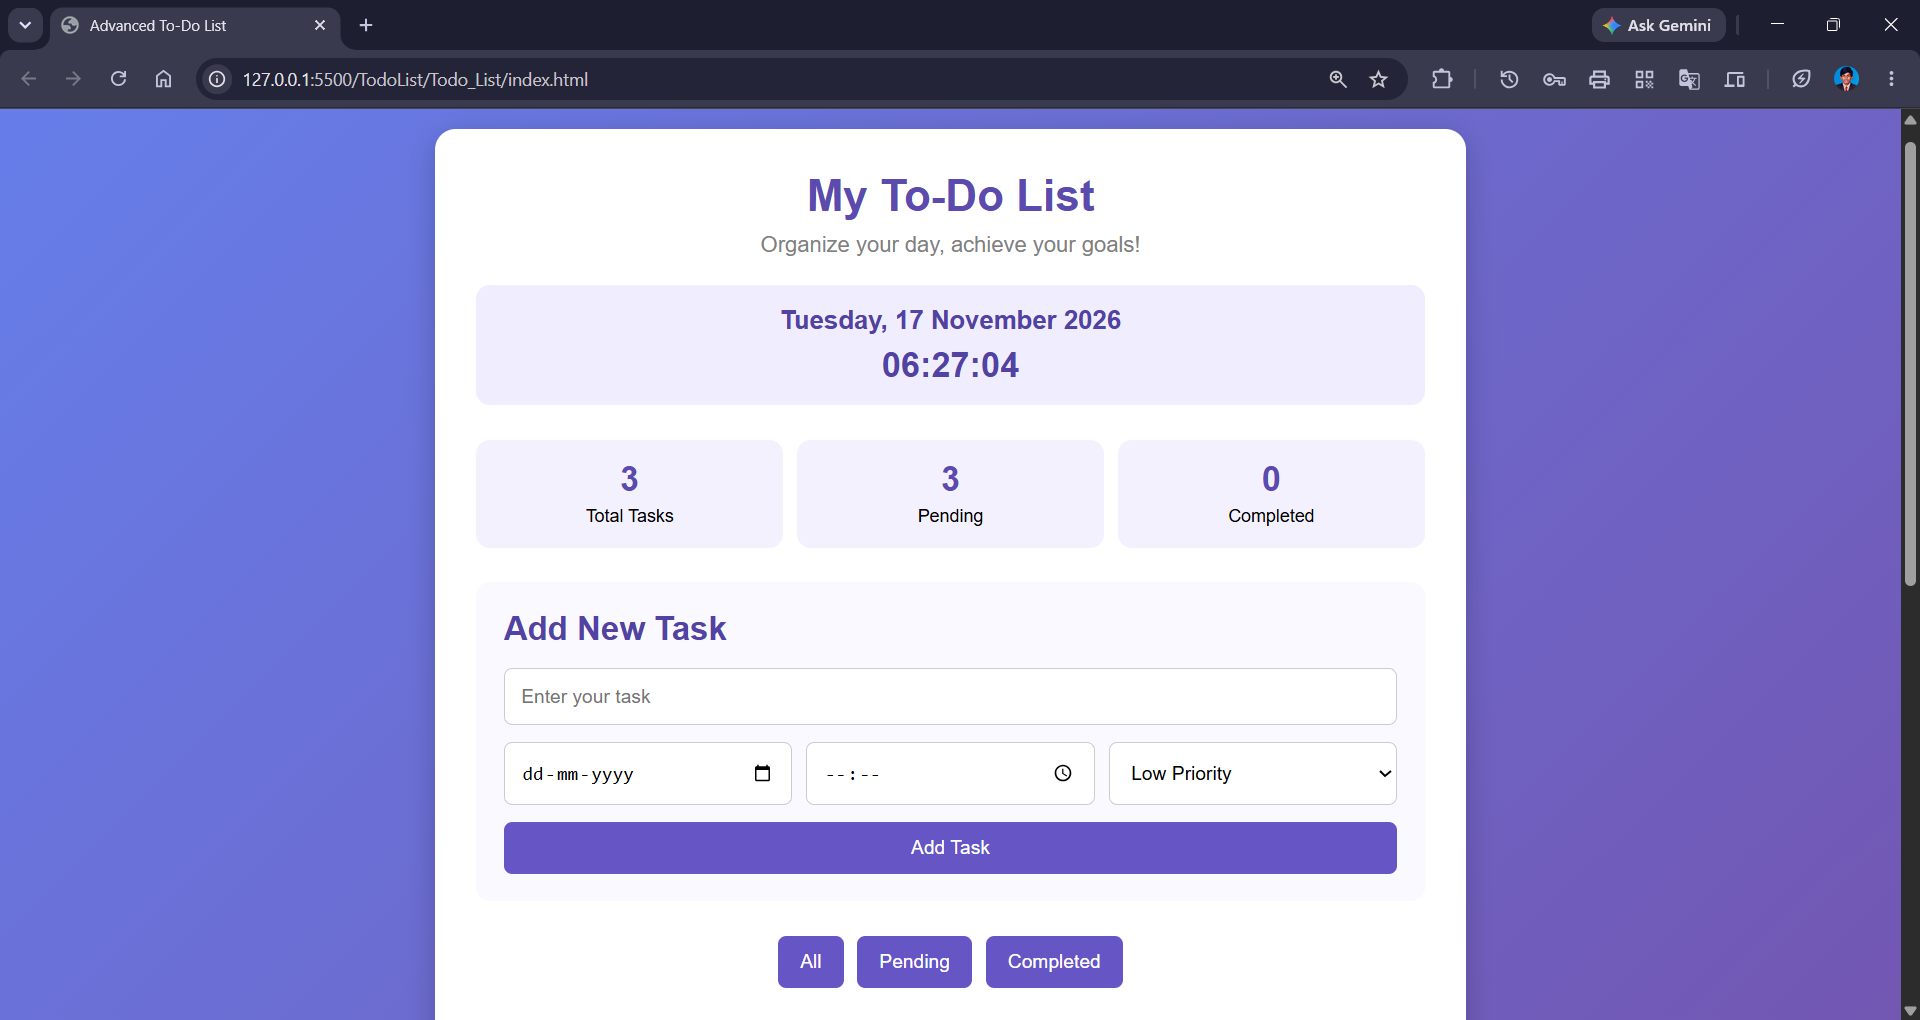 Advanced To-Do List
Ask Gemini
127.0.0.1:5500/TodoList/Todo_List/index.html
My To-Do List
Organize your day, achieve your goals!
Tuesday, 17 November 2026
06:27:04
3 3 0
Total Tasks Pending Completed
Add New Task
Enter your task
dd-mm-yyyy --:-- Low Priority
Add Task
All Pending Completed